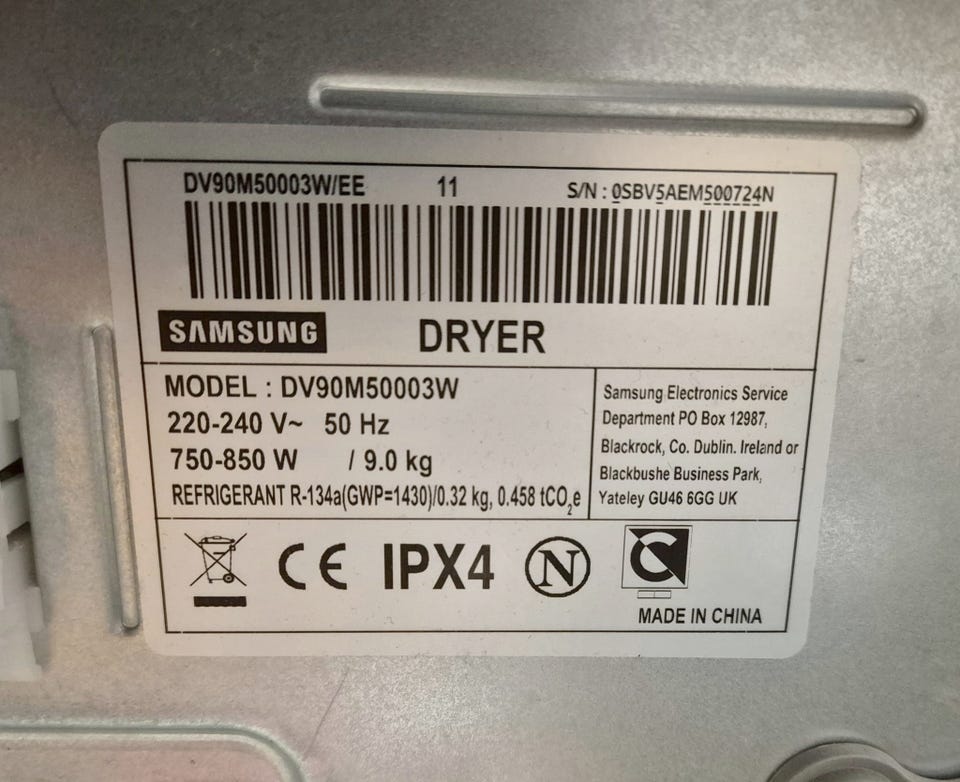 DV90M50003W/EE 11 S/N : 0SBV5AEM500724N
SAMSUNG DRYER
MODEL : DV90M50003W
220-240 V~ 50 Hz
750-850 W / 9.0 kg
REFRIGERANT R-134a(GWP=1430)/0.32 kg, 0.458 tCO₂e
Samsung Electronics Service
Department PO Box 12987,
Blackrock, Co. Dublin. Ireland or
Blackbushe Business Park,
Yateley GU46 6GG UK
CE IPX4 N C
MADE IN CHINA